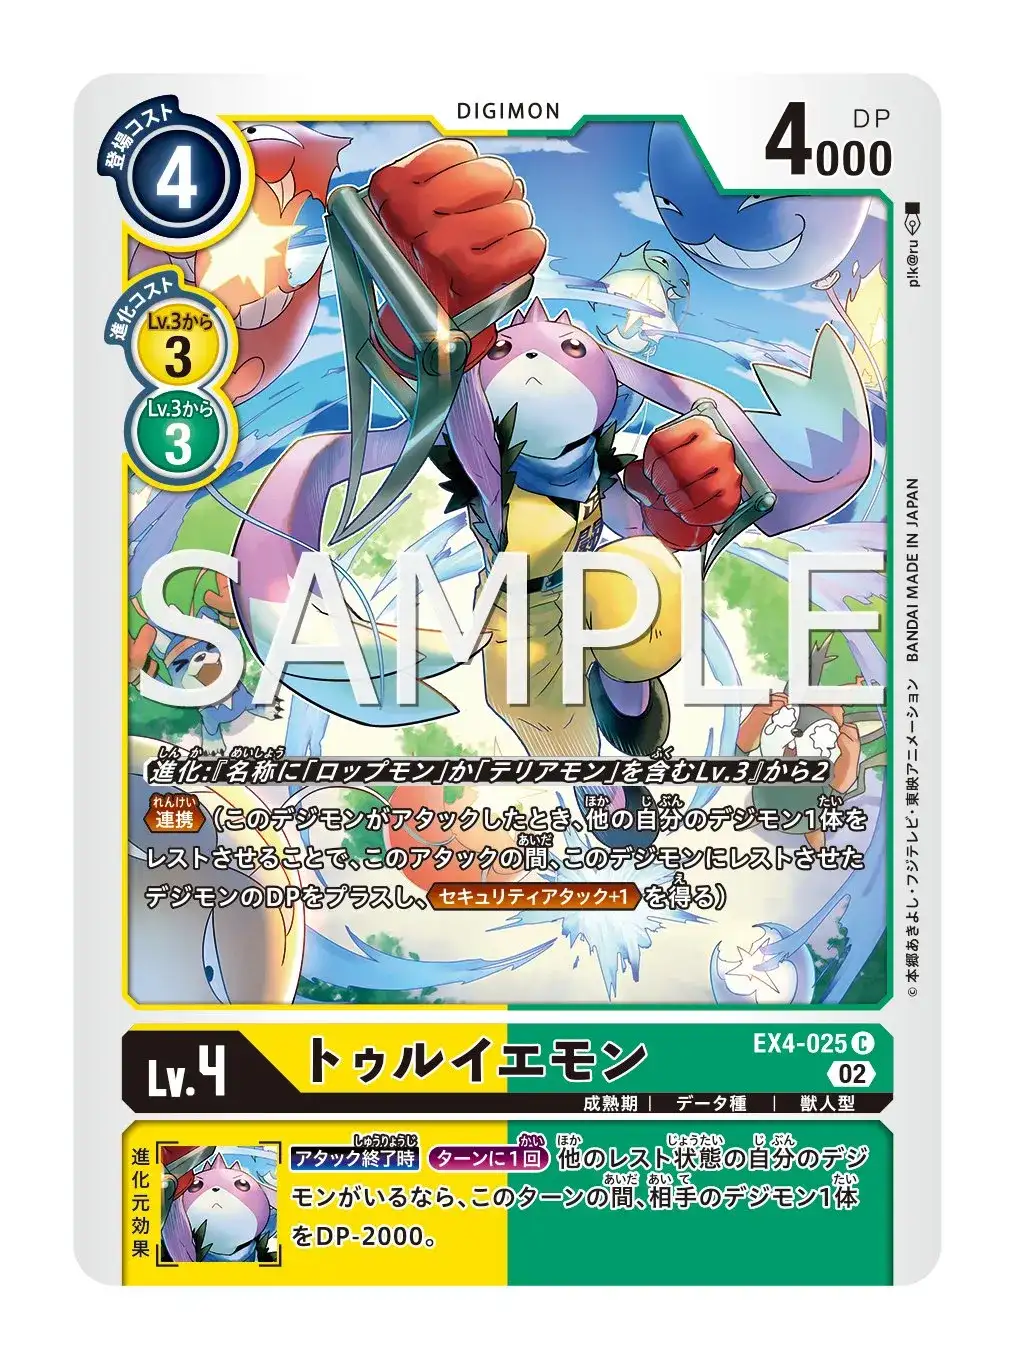 DIGIMON
登場コスト
4
4000
DP
進化コスト
Lv.3から
3
Lv.3から
3
p!k@ru
SAMPLE
進化:『名称に「ロップモン」か「テリアモン」を含むLv.3』から2
連携 (このデジモンがアタックしたとき、他の自分のデジモン1体を
レストさせることで、このアタックの間、このデジモンにレストさせた
デジモンのDPをプラスし、セキュリティアタック+1 を得る)
©本郷あきよし・フジテレビ・東映アニメーション BANDAI MADE IN JAPAN
Lv.4
トゥルイエモン
EX4-025 C
02
成熟期 | データ種 | 獣人型
進化元効果
アタック終了時 ターンに1回 他のレスト状態の自分のデジ
モンがいるなら、このターンの間、相手のデジモン1体
をDP-2000。